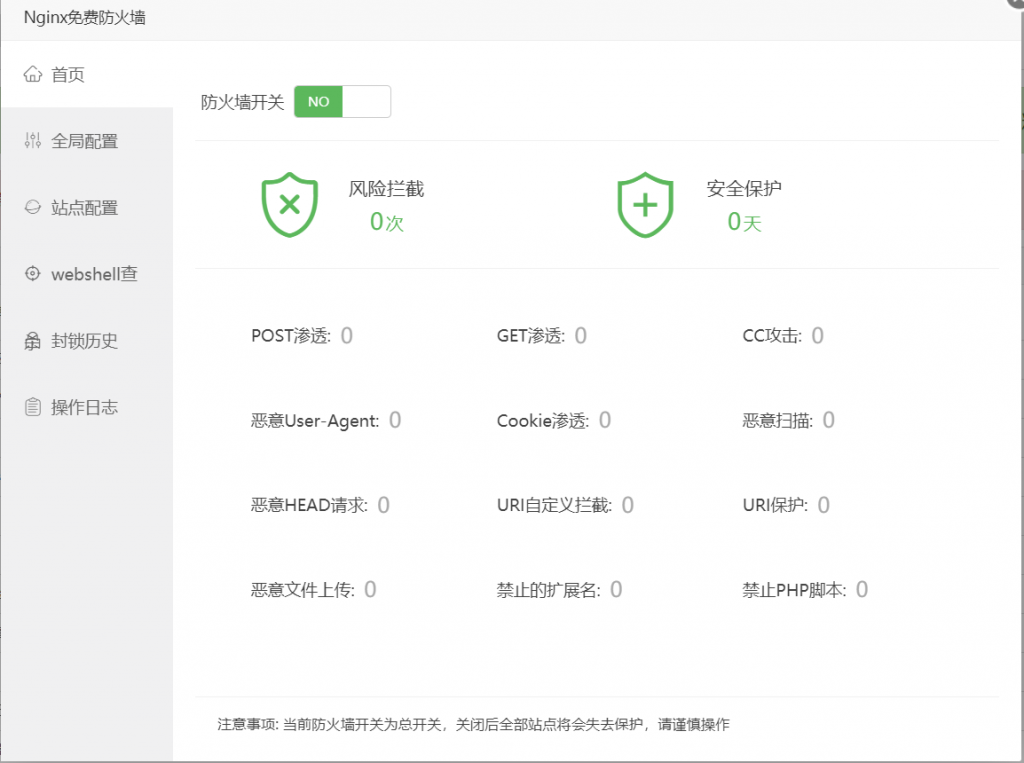 Nginx免费防火墙
首页
全局配置
站点配置
webshell查
封锁历史
操作日志
防火墙开关 NO
风险拦截
0次
安全保护
0天
POST渗透: 0 GET渗透: 0 CC攻击: 0
恶意User-Agent: 0 Cookie渗透: 0 恶意扫描: 0
恶意HEAD请求: 0 URI自定义拦截: 0 URI保护: 0
恶意文件上传: 0 禁止的扩展名: 0 禁止PHP脚本: 0
注意事项: 当前防火墙开关为总开关，关闭后全部站点将会失去保护，请谨慎操作